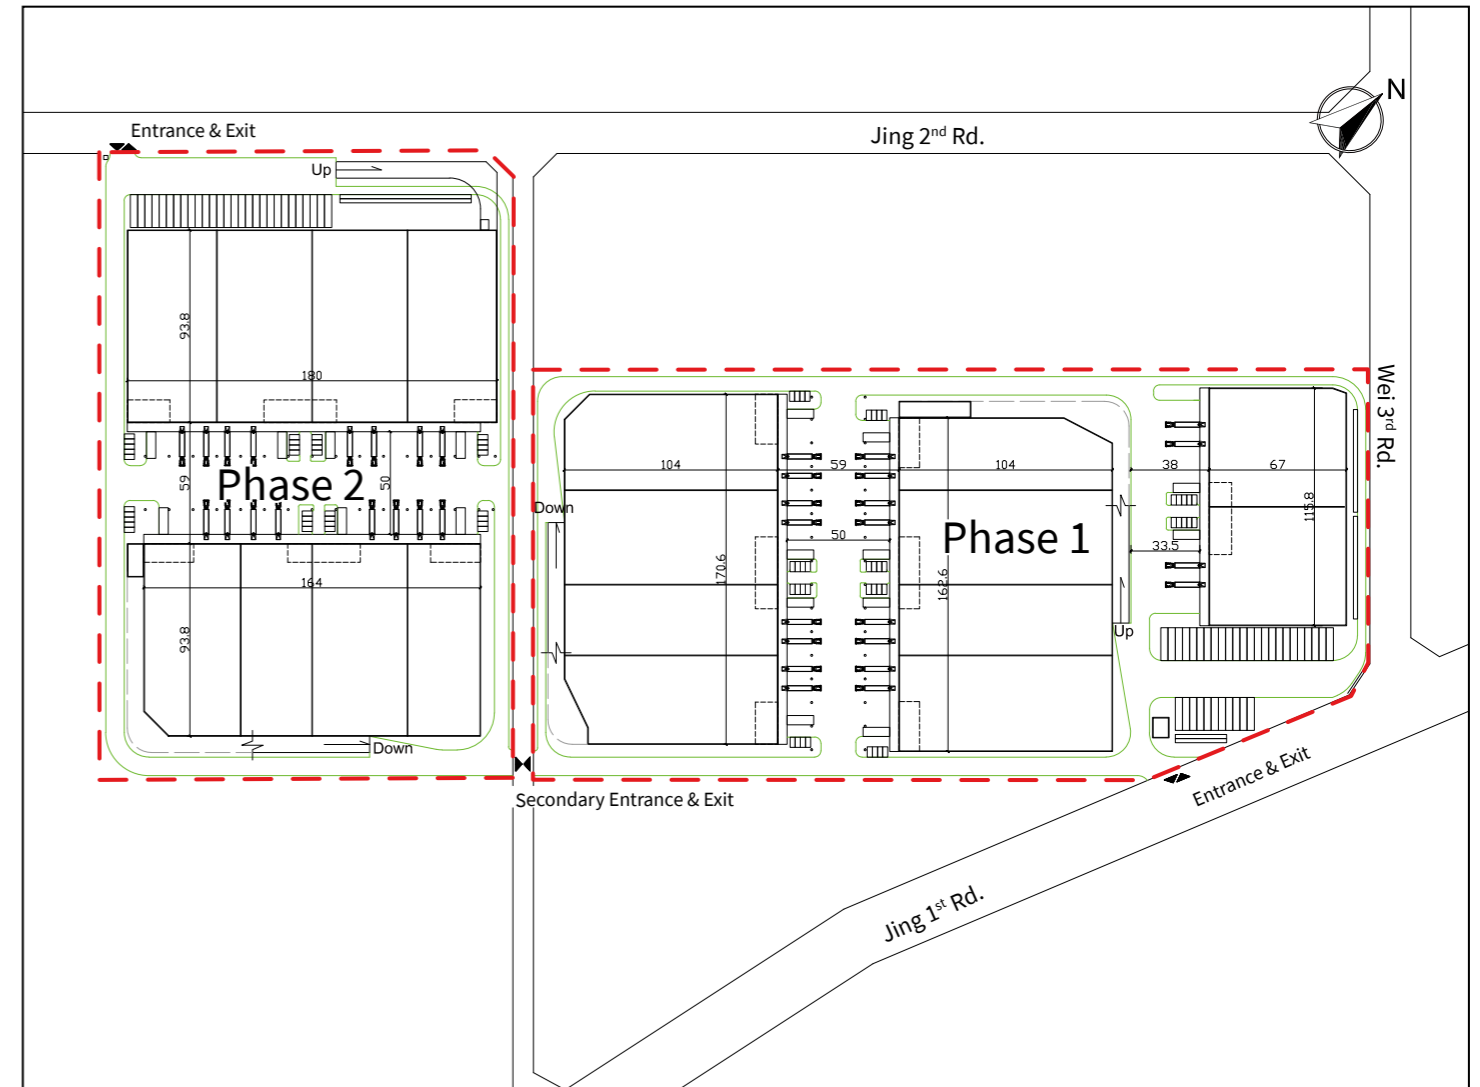 N
Entrance & Exit
Jing 2nd Rd.
Up
93.8
180
Wei 3rd Rd.
104
59
104
38
67
Phase 2
59
50
Down
115.8
50
Phase 1
33.5
170.6
162.6
164
93.8
Up
Down
Entrance & Exit
Secondary Entrance & Exit
Jing 1st Rd.